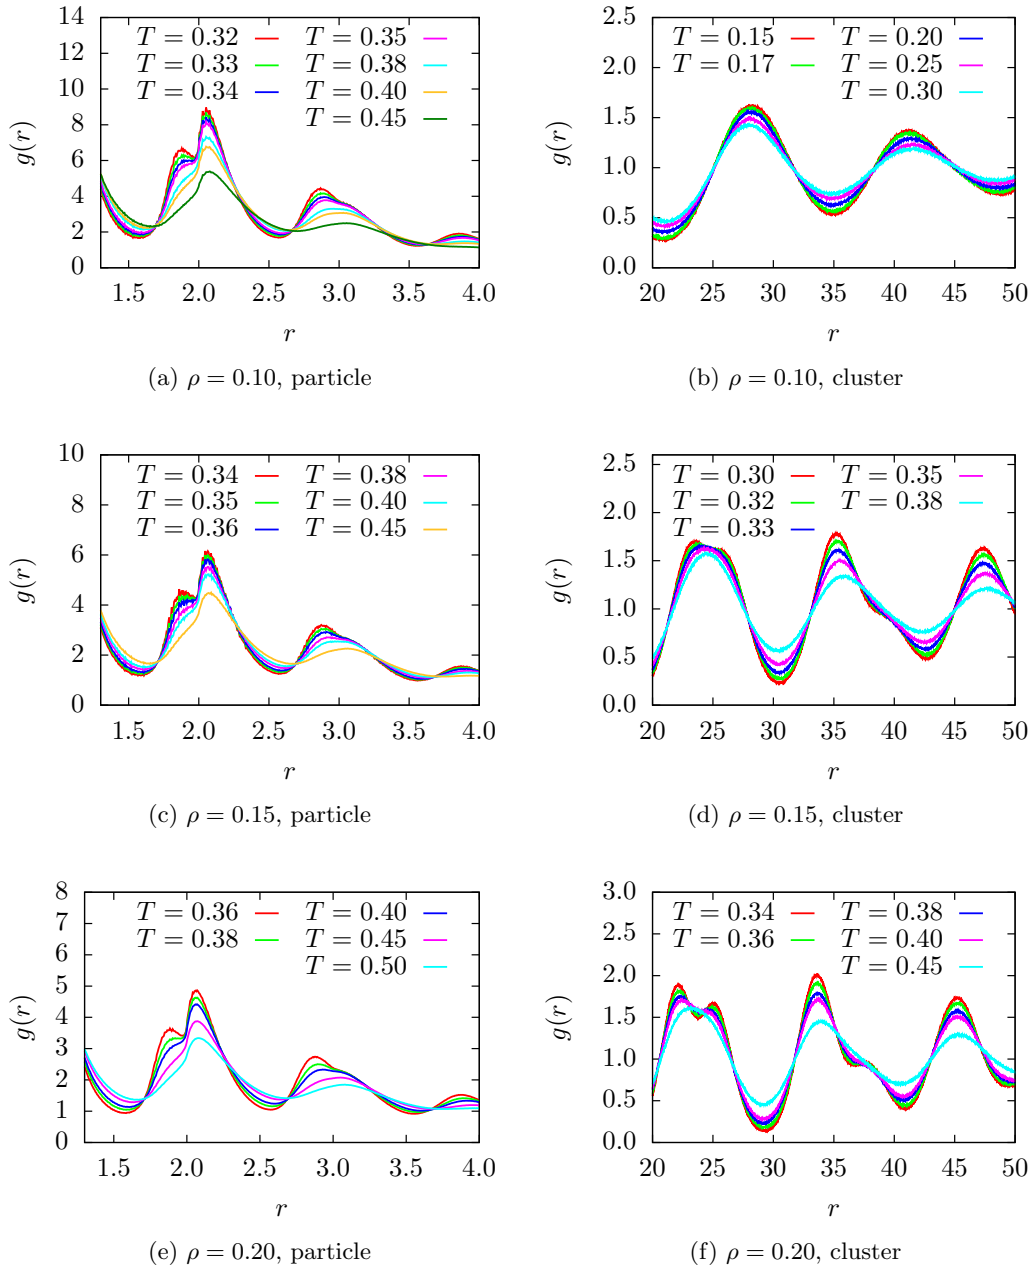 14
12
10
8
6
4
2
0
g(r)
T = 0.32
T = 0.33
T = 0.34
T = 0.35
T = 0.38
T = 0.40
T = 0.45
1.5 2.0 2.5 3.0 3.5 4.0
r
(a) ρ = 0.10, particle
2.5
2.0
1.5
1.0
0.5
0.0
g(r)
T = 0.15
T = 0.17
T = 0.20
T = 0.25
T = 0.30
20 25 30 35 40 45 50
r
(b) ρ = 0.10, cluster
10
8
6
4
2
0
g(r)
T = 0.34
T = 0.35
T = 0.36
T = 0.38
T = 0.40
T = 0.45
1.5 2.0 2.5 3.0 3.5 4.0
r
(c) ρ = 0.15, particle
2.5
2.0
1.5
1.0
0.5
0.0
g(r)
T = 0.30
T = 0.32
T = 0.33
T = 0.35
T = 0.38
20 25 30 35 40 45 50
r
(d) ρ = 0.15, cluster
8
7
6
5
4
3
2
1
0
g(r)
T = 0.36
T = 0.38
T = 0.40
T = 0.45
T = 0.50
1.5 2.0 2.5 3.0 3.5 4.0
r
(e) ρ = 0.20, particle
3.0
2.5
2.0
1.5
1.0
0.5
0.0
g(r)
T = 0.34
T = 0.36
T = 0.38
T = 0.40
T = 0.45
20 25 30 35 40 45 50
r
(f) ρ = 0.20, cluster